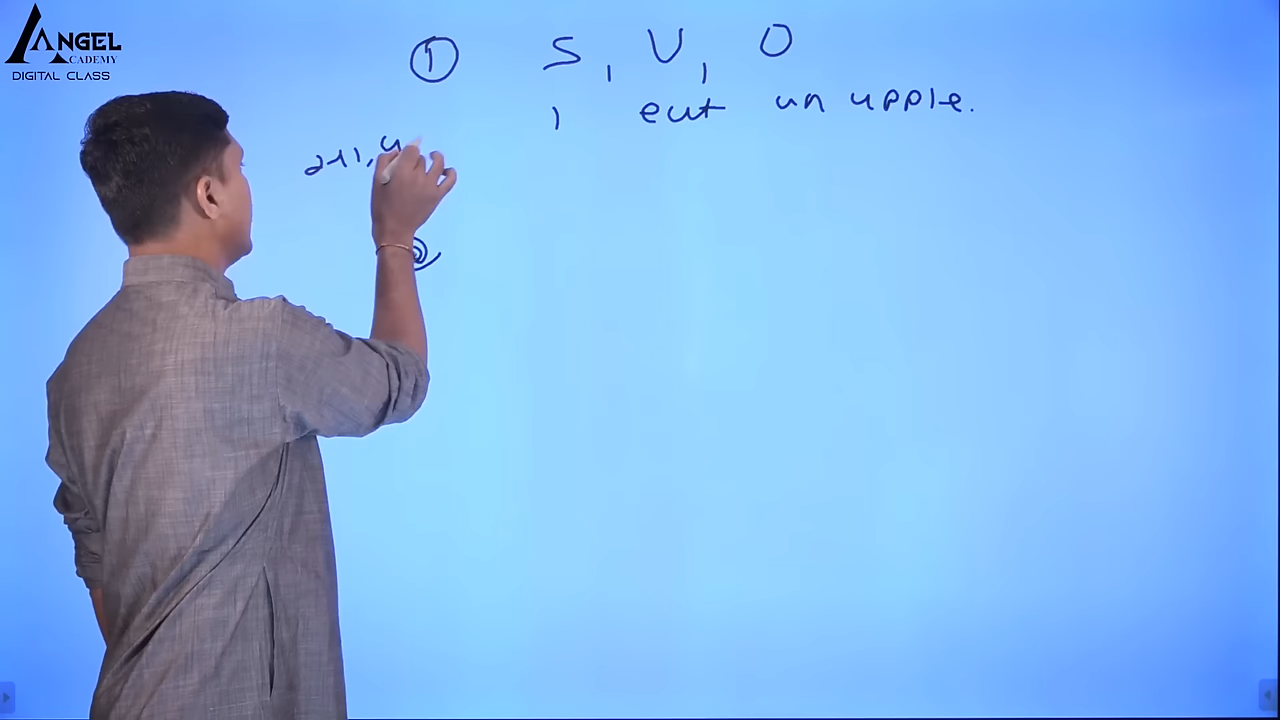 ANGEL
ACADEMY
DIGITAL CLASS
① S, V, O
I eat an apple.